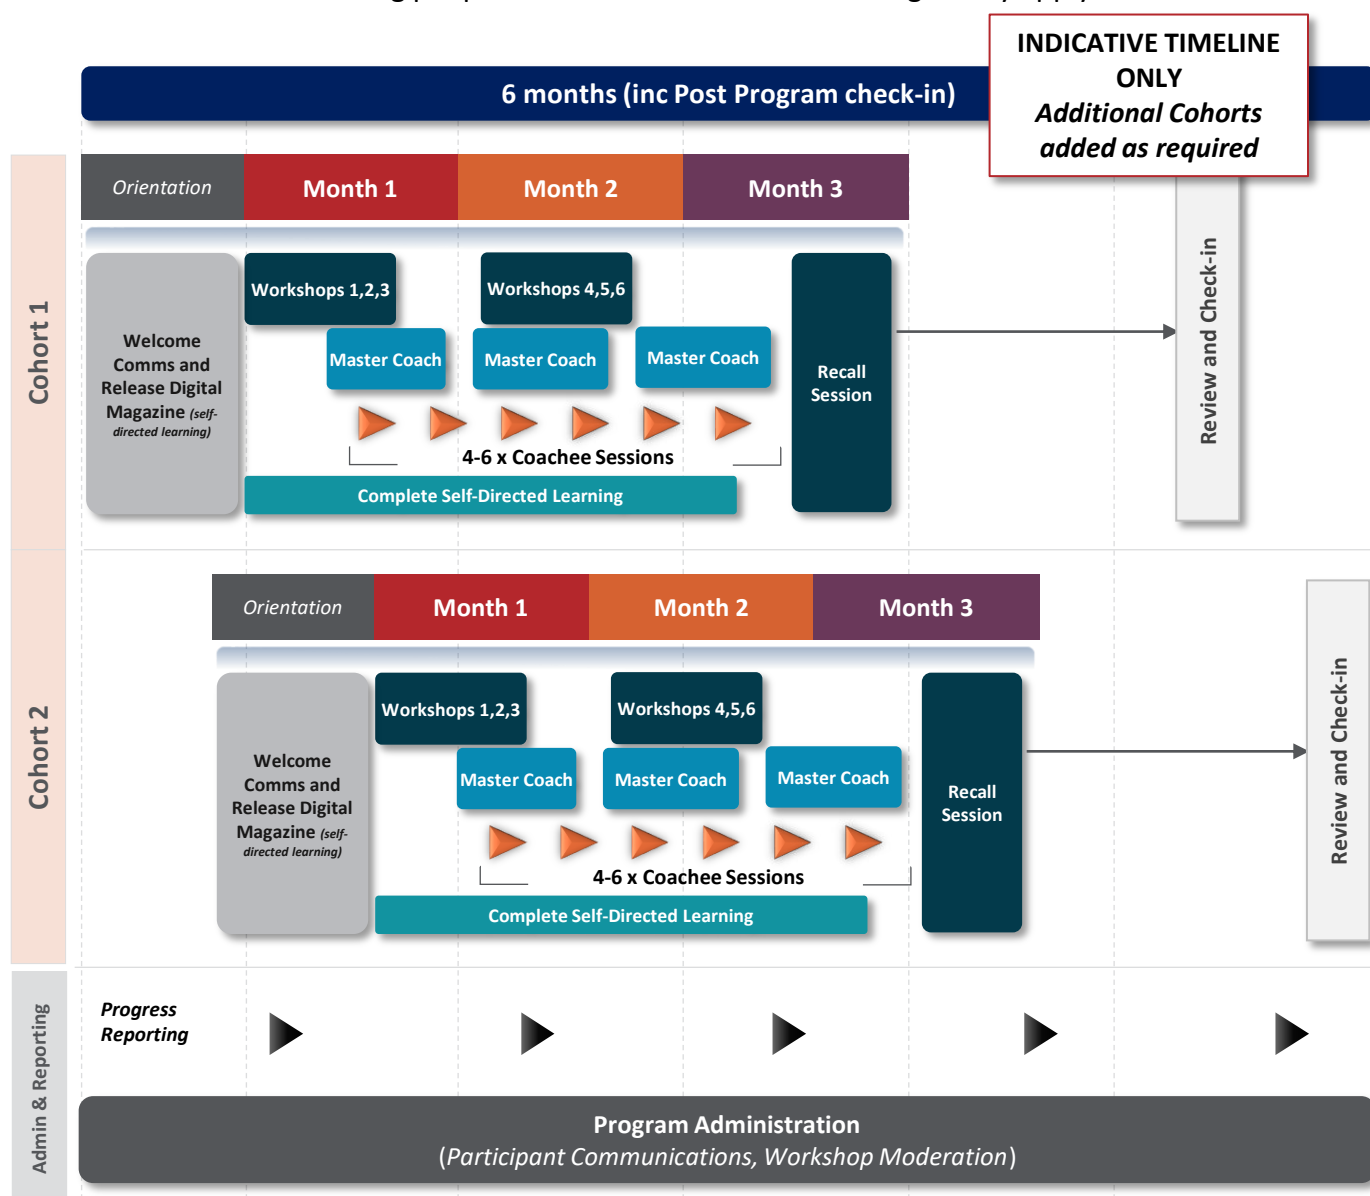 INDICATIVE TIMELINE
ONLY
Additional Cohorts
added as required
6 months (inc Post Program check-in)
Cohort 1
Orientation
Month 1
Month 2
Month 3
Welcome
Comms and
Release Digital
Magazine (self-
directed learning)
Workshops 1,2,3
Workshops 4,5,6
Master Coach
Master Coach
Master Coach
4-6 x Coachee Sessions
Complete Self-Directed Learning
Recall
Session
Review and Check-in
Cohort 2
Orientation
Month 1
Month 2
Month 3
Welcome
Comms and
Release Digital
Magazine (self-
directed learning)
Workshops 1,2,3
Workshops 4,5,6
Master Coach
Master Coach
Master Coach
4-6 x Coachee Sessions
Complete Self-Directed Learning
Recall
Session
Review and Check-in
Admin & Reporting
Progress
Reporting
Program Administration
(Participant Communications, Workshop Moderation)